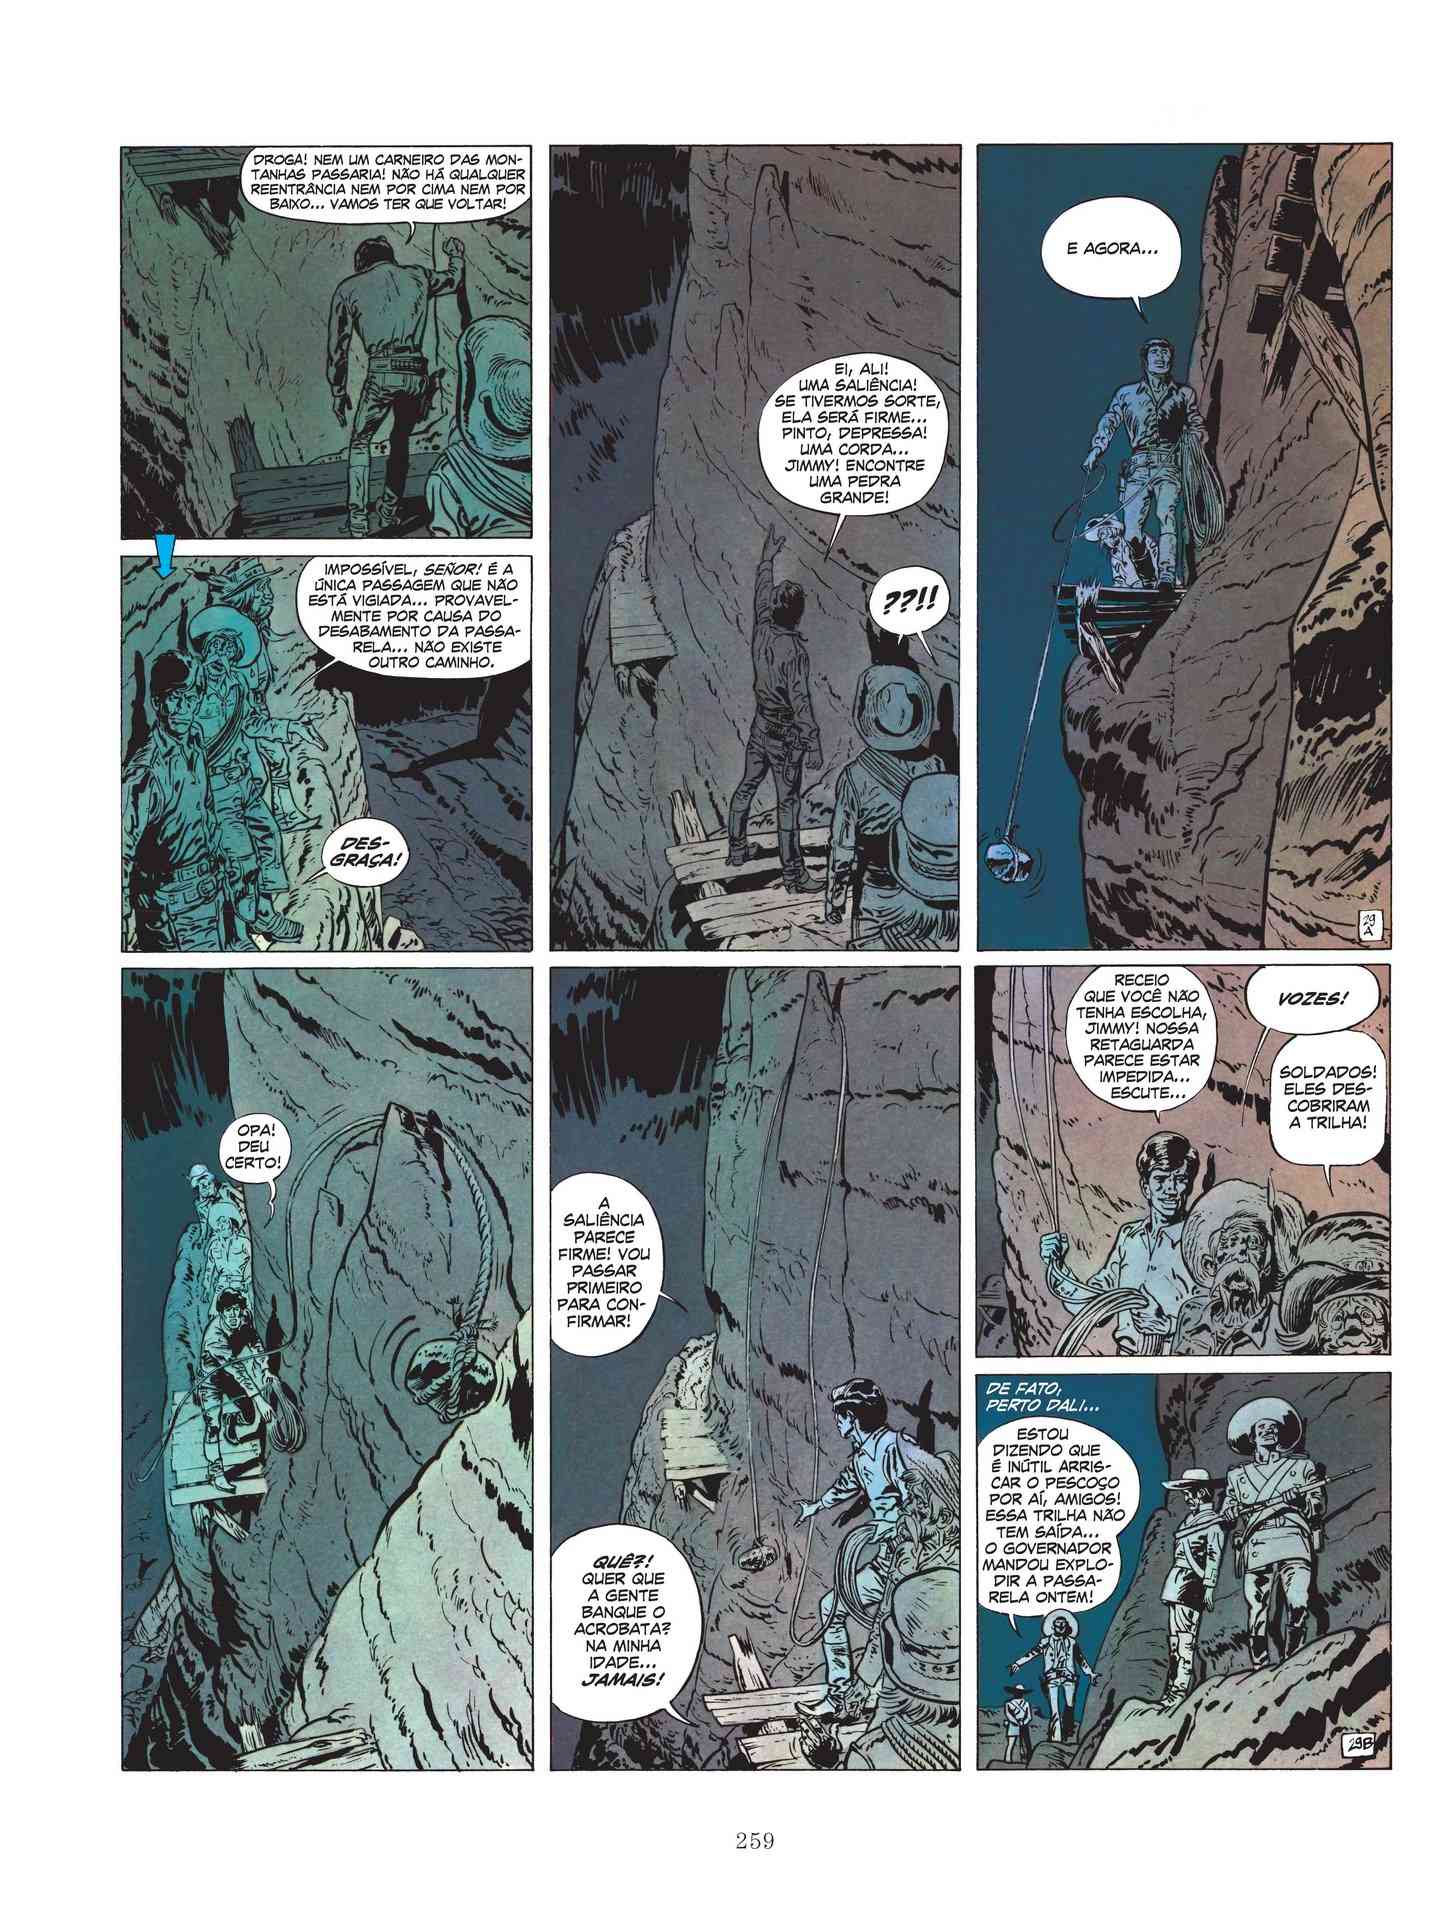 DROGA! NEM UM CARNEIRO DAS MON-
TANHAS PASSARIA! NÃO HÁ QUALQUER
REENTRÂNCIA NEM POR CIMA NEM POR
BAIXO... VAMOS TER QUE VOLTAR!
IMPOSSÍVEL, SEÑOR! É A
ÚNICA PASSAGEM QUE NÃO
ESTÁ VIGIADA... PROVAVEL-
MENTE POR CAUSA DO
DESABAMENTO DA PASSA-
RELA... NÃO EXISTE
OUTRO CAMINHO.
DES-
GRAÇA!
EI, ALI!
UMA SALIÊNCIA!
SE TIVERMOS SORTE,
ELA SERÁ FIRME...
PINTO, DEPRESSA!
UMA CORDA...
JIMMY! ENCONTRE
UMA PEDRA
GRANDE!
??!!
E AGORA...
29
A
OPA!
DEU
CERTO!
A
SALIÊNCIA
PARECE
FIRME! VOU
PASSAR
PRIMEIRO
PARA CON-
FIRMAR!
QUÊ?!
QUER QUE
A GENTE
BANQUE O
ACROBATA?
NA MINHA
IDADE...
JAMAIS!
RECEIO
QUE VOCÊ NÃO
TENHA ESCOLHA,
JIMMY! NOSSA
RETAGUARDA
PARECE ESTAR
IMPEDIDA...
ESCUTE...
VOZES!
SOLDADOS!
ELES DES-
COBRIRAM
A TRILHA!
DE FATO,
PERTO DALI...
ESTOU
DIZENDO QUE
É INÚTIL ARRIS-
CAR O PESCOÇO
POR AÍ, AMIGOS!
ESSA TRILHA NÃO
TEM SAÍDA...
O GOVERNADOR
MANDOU EXPLO-
DIR A PASSA-
RELA ONTEM!
29B
259